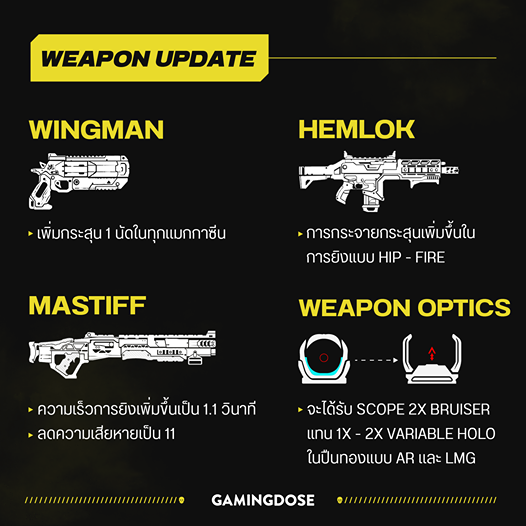 WEAPON UPDATE
WINGMAN
▸ เพิ่มกระสุน 1 นัดในทุกแมกกาซีน
HEMLOK
▸ การกระจายกระสุนเพิ่มขึ้นใน
การยิงแบบ HIP - FIRE
MASTIFF
▸ ความเร็วการยิงเพิ่มขึ้นเป็น 1.1 วินาที
▸ ลดความเสียหายเป็น 11
WEAPON OPTICS
▸ จะได้รับ SCOPE 2X BRUISER
แทน 1X - 2X VARIABLE HOLO
ในปืนทองแบบ AR และ LMG
GAMINGDOSE